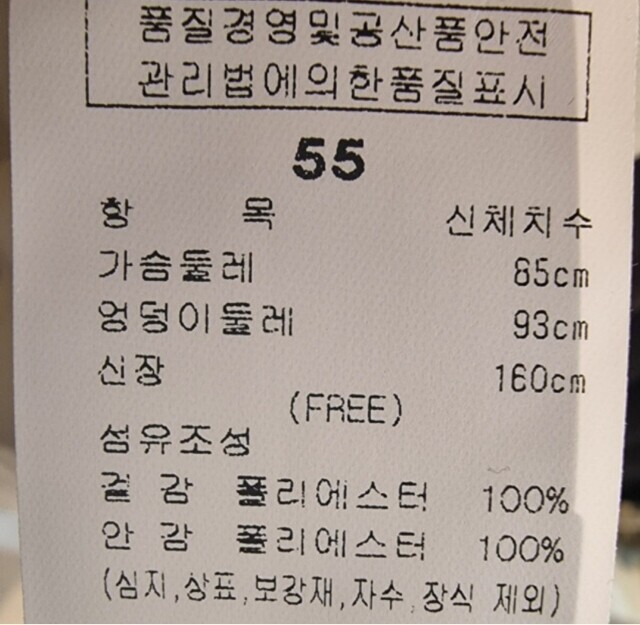 품질경영및공산품안전
관리법에의한품질표시
55
항 목 신체치수
가슴둘레 85cm
엉덩이둘레 93cm
신장 160cm
(FREE)
섬유조성
겉 감 폴리에스터 100%
안 감 폴리에스터 100%
(심지,상표,보강재,자수,장식 제외)